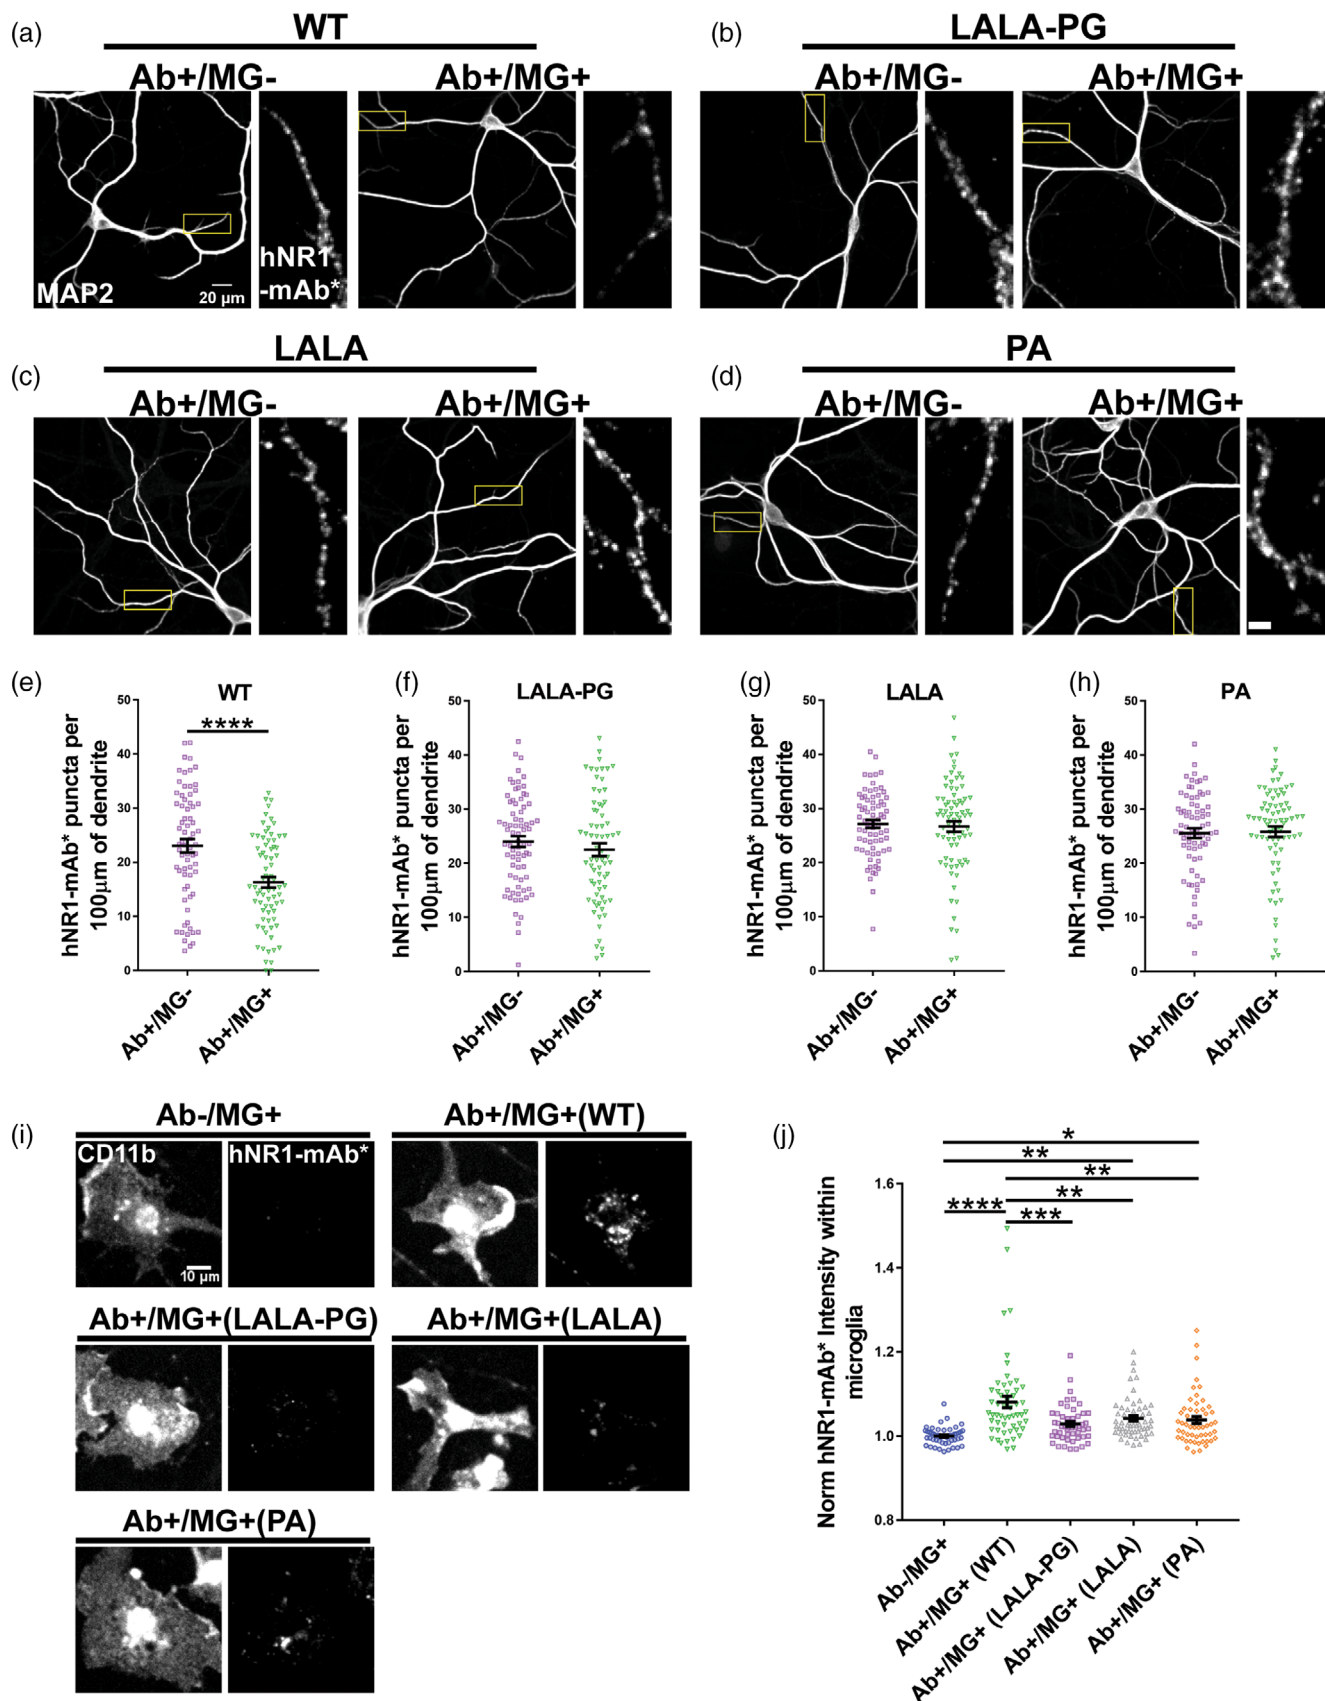 (a)
WT
Ab+/MG-
Ab+/MG+
MAP2
20 µm
hNR1
-mAb*
(b)
LALA-PG
Ab+/MG-
Ab+/MG+
(c)
LALA
Ab+/MG-
Ab+/MG+
(d)
PA
Ab+/MG-
Ab+/MG+
(e)
WT
****
hNR1-mAb* puncta per
100µm of dendrite
50
40
30
20
10
0
Ab+/MG-
Ab+/MG+
(f)
LALA-PG
hNR1-mAb* puncta per
100µm of dendrite
50
40
30
20
10
0
Ab+/MG-
Ab+/MG+
(g)
LALA
hNR1-mAb* puncta per
100µm of dendrite
50
40
30
20
10
0
Ab+/MG-
Ab+/MG+
(h)
PA
hNR1-mAb* puncta per
100µm of dendrite
50
40
30
20
10
0
Ab+/MG-
Ab+/MG+
(i)
Ab-/MG+
CD11b
hNR1-mAb*
10 µm
Ab+/MG+(WT)
Ab+/MG+(LALA-PG)
Ab+/MG+(LALA)
Ab+/MG+(PA)
(j)
*
**
**
**
****
***
Norm hNR1-mAb* Intensity within
microglia
1.6
1.4
1.2
1.0
0.8
Ab-/MG+
Ab+/MG+ (WT)
Ab+/MG+ (LALA-PG)
Ab+/MG+ (LALA)
Ab+/MG+ (PA)